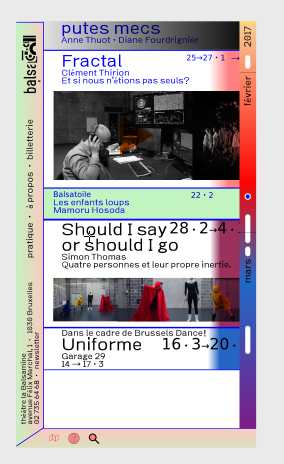 putes mecs
Anne Thuot · Diane Fourdrignier
Fractal
25→27 · 1 →
Clément Thirion
Et si nous n'étions pas seuls?
Balsatoile
22 · 2
Les enfants loups
Mamoru Hosoda
Should I say
28 · 2→4 ·
or should I go
Simon Thomas
Quatre personnes et leur propre inertie.
Dans le cadre de Brussels Dance!
Uniforme
16 · 3→20 ·
Garage 29
14 → 17 · 3
2017
février
mars
balsa
pratique · à propos · billetterie
théâtre la Balsamine
avenue Félix Marchal, 1 · 1030 Bruxelles
02 735 64 68 · newsletter